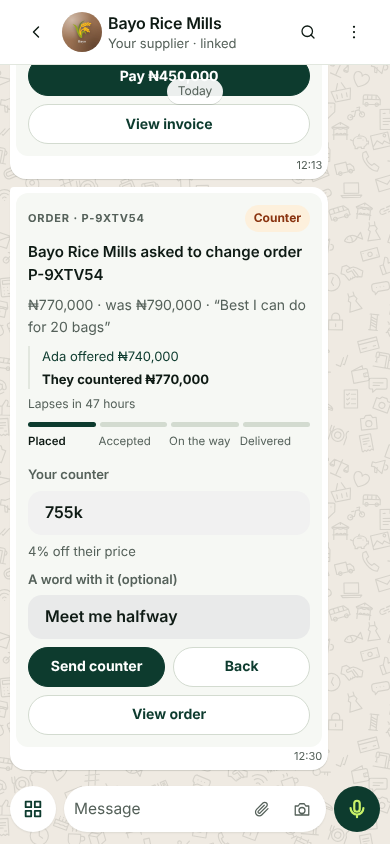 Bayo Rice Mills
Your supplier · linked
Pay ₦450,000
Today
View invoice
12:13
ORDER · P-9XTV54
Counter
Bayo Rice Mills asked to change order
P-9XTV54
₦770,000 · was ₦790,000 · “Best I can do
for 20 bags”
Ada offered ₦740,000
They countered ₦770,000
Lapses in 47 hours
Placed
Accepted
On the way
Delivered
Your counter
755k
4% off their price
A word with it (optional)
Meet me halfway
Send counter
Back
View order
12:30
Message